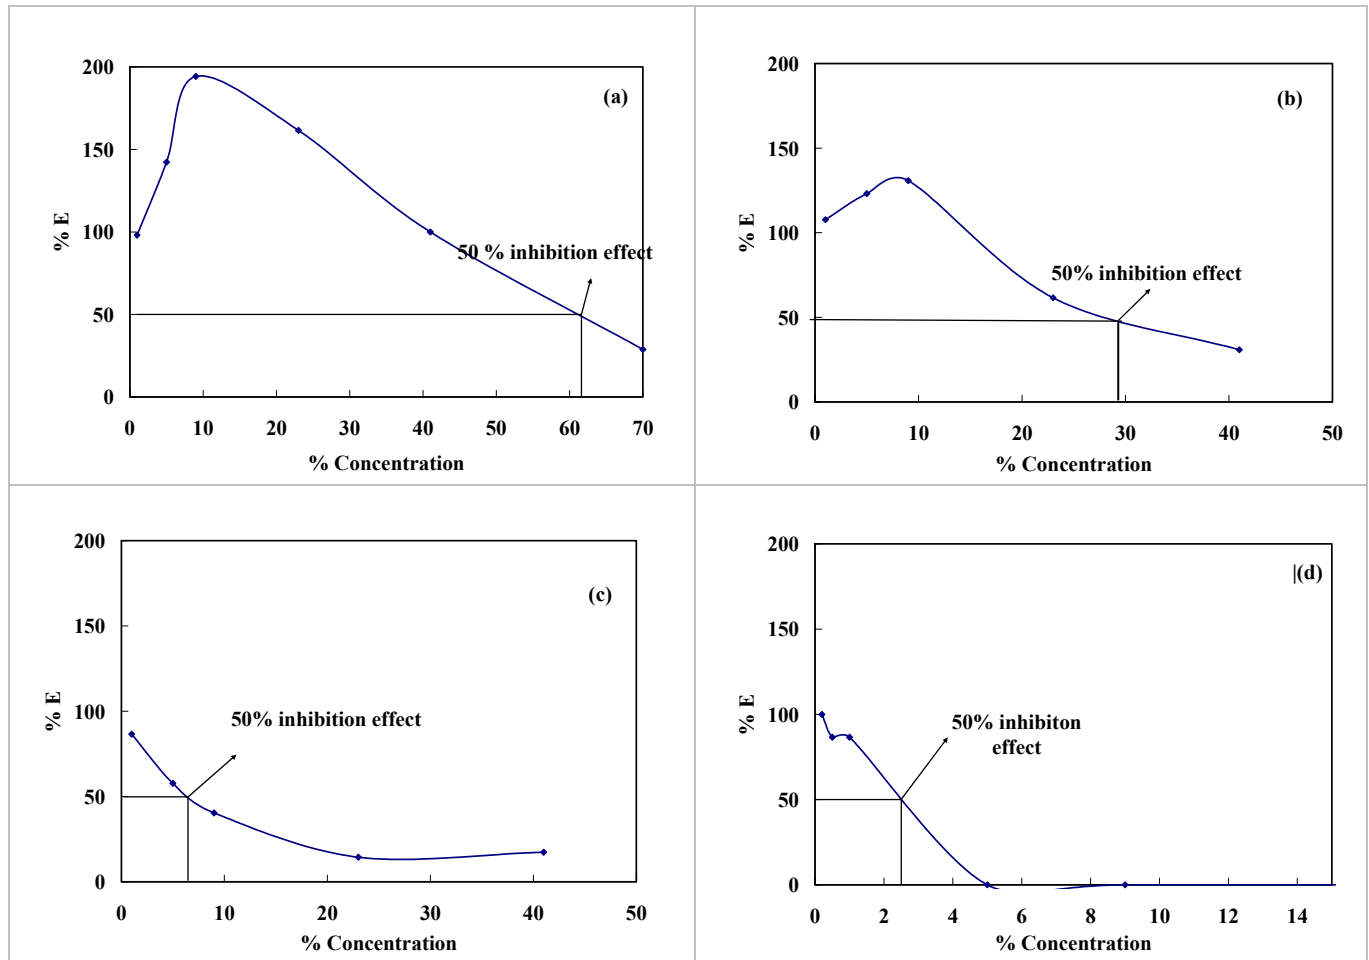 200
150
100
50
0
% E
(a)
50 % inhibition effect
0 10 20 30 40 50 60 70
% Concentration
200
150
100
50
0
% E
(b)
50% inhibition effect
0 10 20 30 40 50
% Concentration
200
150
100
50
0
% E
(c)
50% inhibition effect
0 10 20 30 40 50
% Concentration
200
150
100
50
0
% E
|(d)
50% inhibiton
effect
0 2 4 6 8 10 12 14
% Concentration